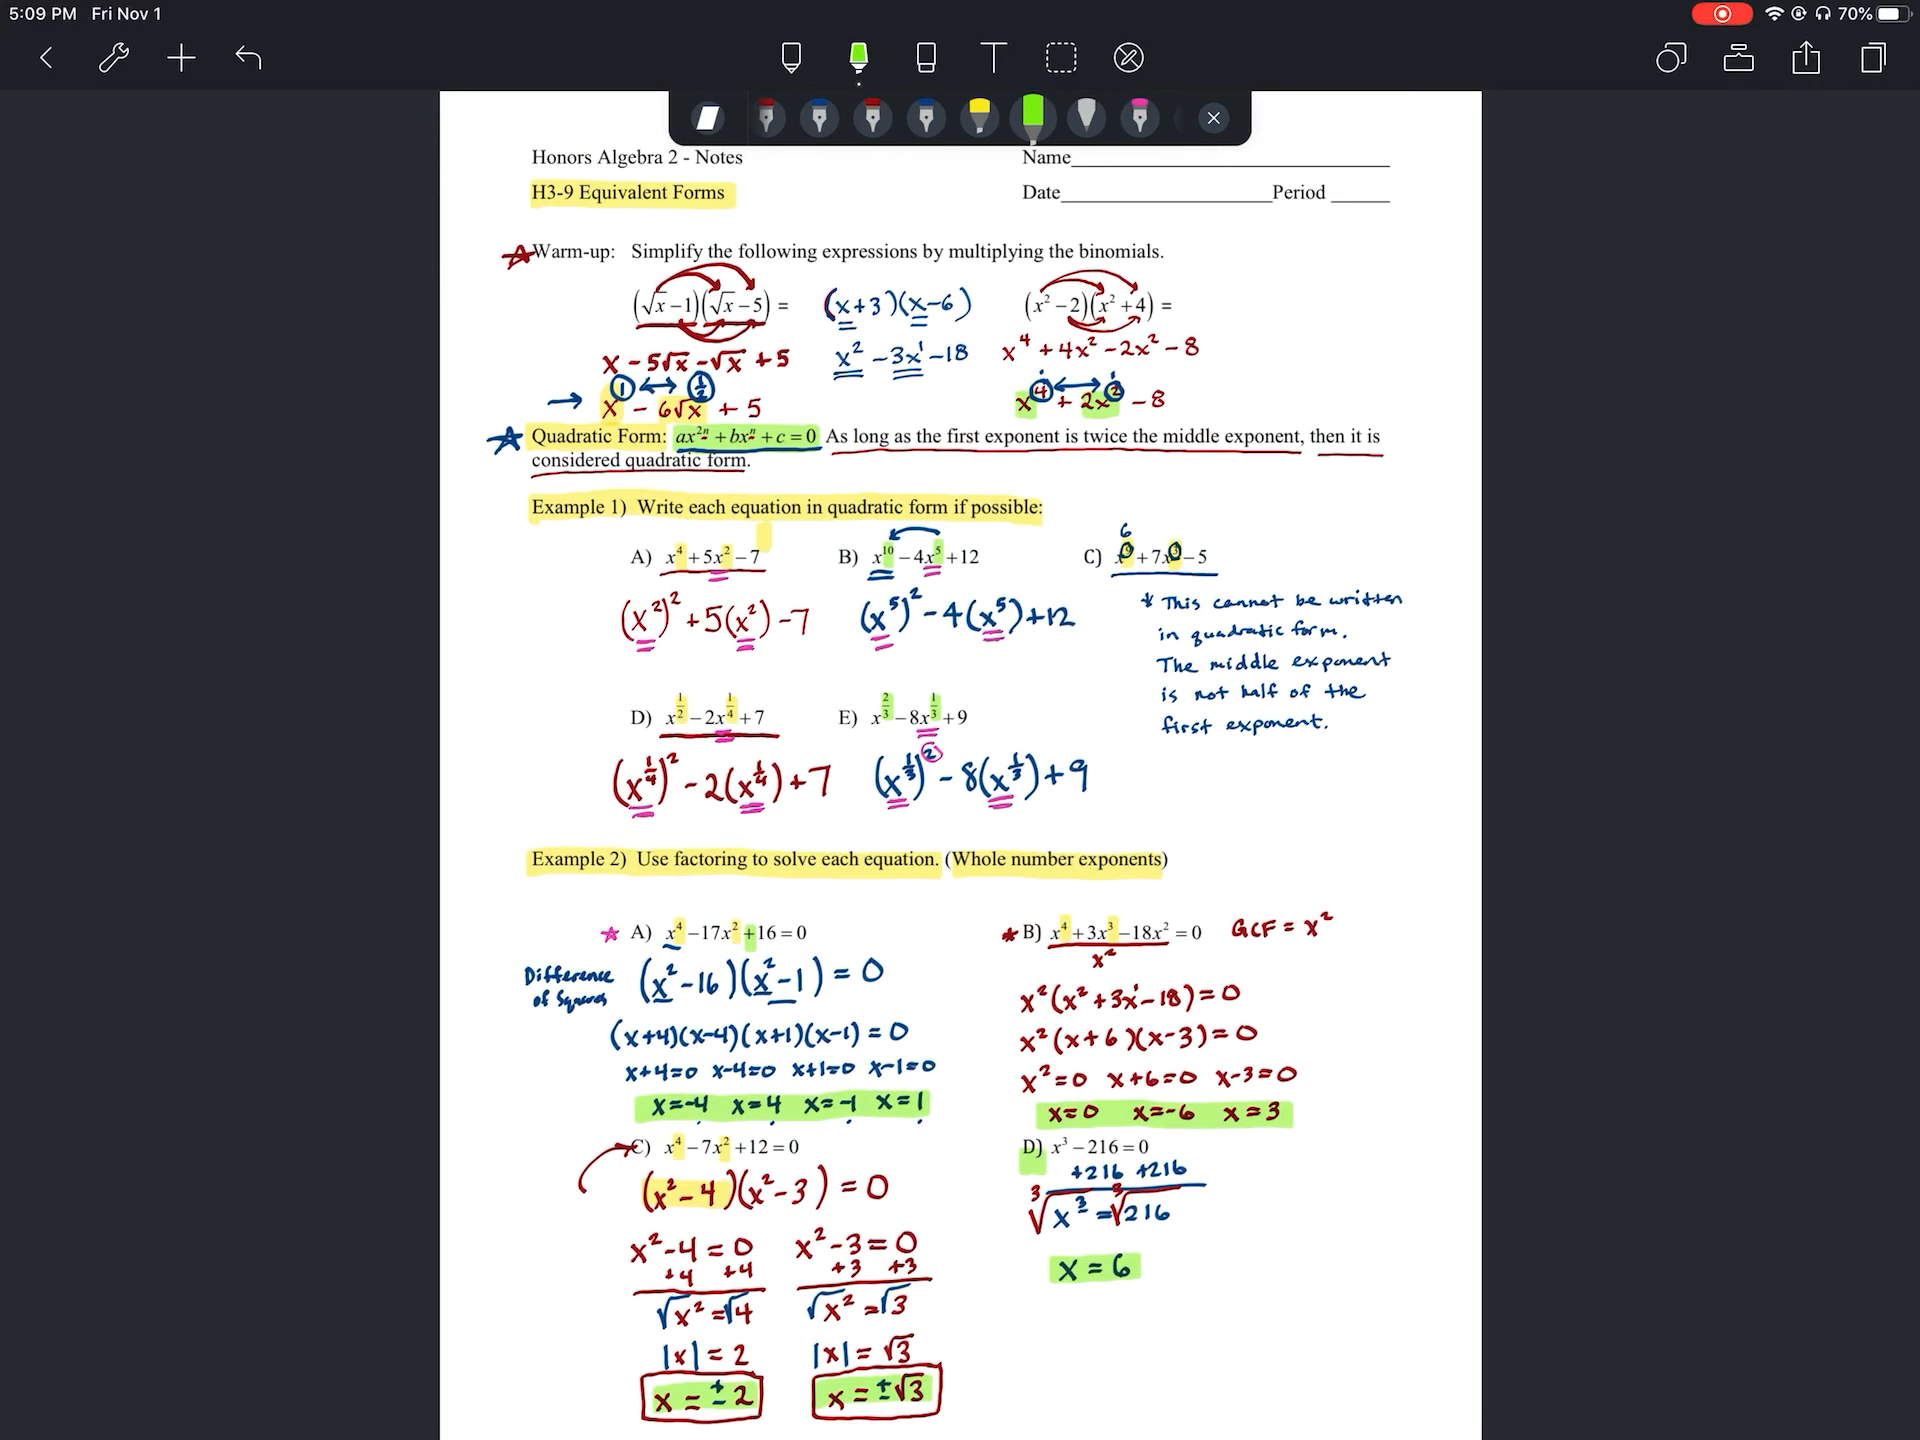 5:09 PM Fri Nov 1 70%
Honors Algebra 2 - Notes Name
H3-9 Equivalent Forms Date Period
Warm-up: Simplify the following expressions by multiplying the binomials.
(√x − 1)(√x − 5) = (x+3)(x−6) (x² − 2)(x² + 4) =
x − 5√x − √x + 5 x² − 3x¹ − 18 x⁴ + 4x² − 2x² − 8
1 ↔ 1/2
→ x − 6√x + 5 x⁴ + 2x² − 8
Quadratic Form: ax²ⁿ + bxⁿ + c = 0 As long as the first exponent is twice the middle exponent, then it is
considered quadratic form.
Example 1) Write each equation in quadratic form if possible:
6
A) x⁴ + 5x² − 7 B) x¹⁰ − 4x⁵ + 12 C) x⁹ + 7x³ − 5
(x²)² + 5(x²) − 7 (x⁵)² − 4(x⁵) + 12
* This cannot be written
in quadratic form.
The middle exponent
is not half of the
first exponent.
D) x^(1/2) − 2x^(1/4) + 7 E) x^(2/3) − 8x^(1/3) + 9
(x^(1/4))² − 2(x^(1/4)) + 7 (x^(1/3))² − 8(x^(1/3)) + 9
Example 2) Use factoring to solve each equation. (Whole number exponents)
A) x⁴ − 17x² + 16 = 0
Difference
of Squares
(x² − 16)(x² − 1) = 0
(x+4)(x−4)(x+1)(x−1) = 0
x+4=0 x−4=0 x+1=0 x−1=0
x=−4 x=4 x=−1 x=1
B) x⁴ + 3x³ − 18x² = 0 GCF = x²
x²
x²(x² + 3x¹ − 18) = 0
x²(x+6)(x−3) = 0
x²=0 x+6=0 x−3=0
x=0 x=−6 x=3
C) x⁴ − 7x² + 12 = 0
(x² − 4)(x² − 3) = 0
x² − 4 = 0 x² − 3 = 0
+4 +4 +3 +3
√x² = √4 √x² = √3
|x| = 2 |x| = √3
x = ±2 x = ±√3
D) x³ − 216 = 0
+216 +216
∛x³ = ∛216
x = 6